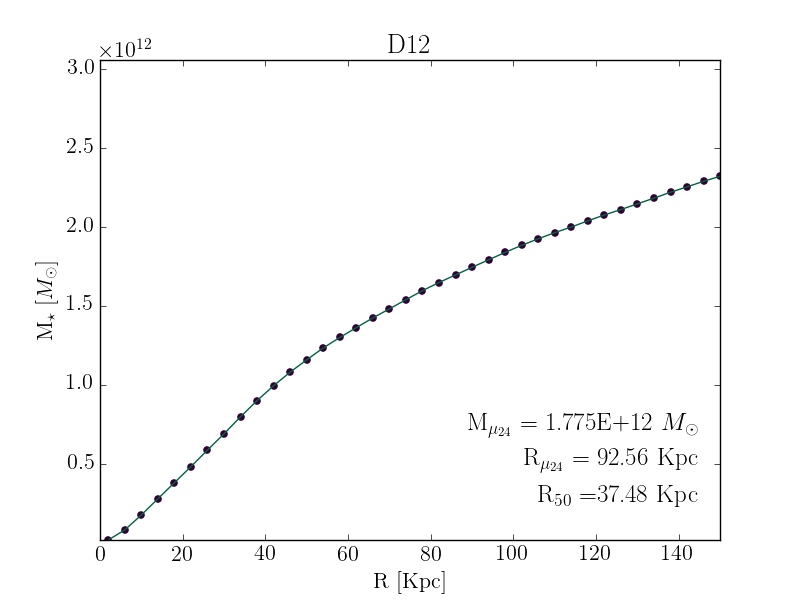 D12
×10¹²
3.0
2.5
2.0
1.5
1.0
0.5
M⋆ [M⊙]
M_μ₂₄ = 1.775E+12 M⊙
R_μ₂₄ = 92.56 Kpc
R₅₀ =37.48 Kpc
0 20 40 60 80 100 120 140
R [Kpc]